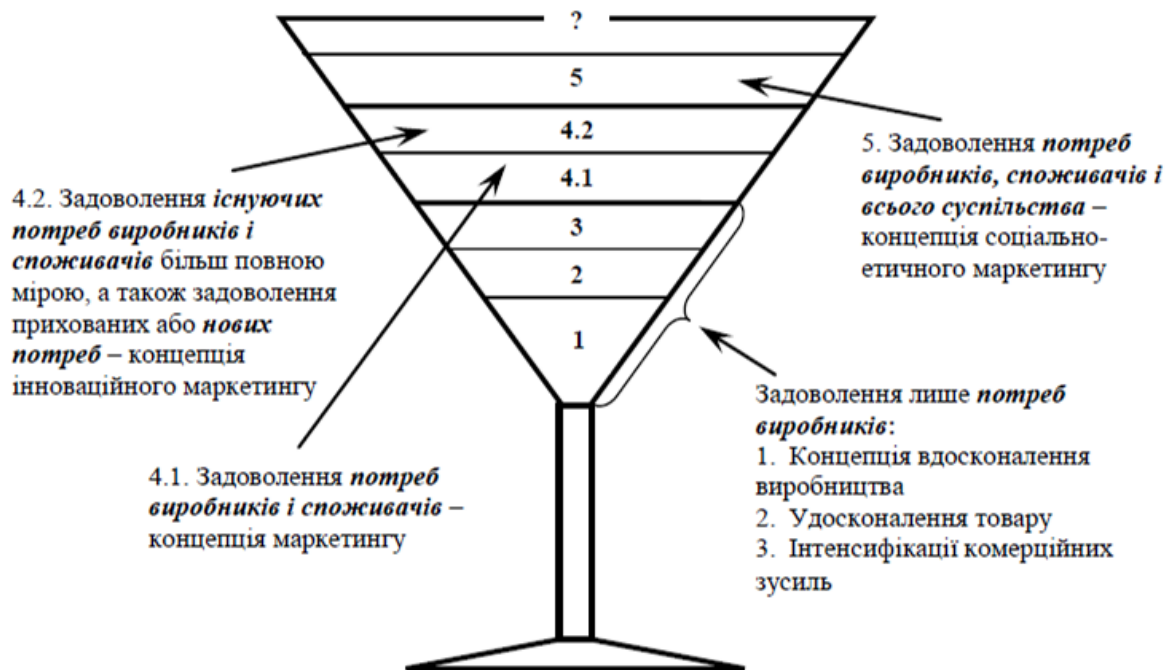 ?
5
4.2
4.1
3
2
1
5. Задоволення потреб
виробників, споживачів і
всього суспільства –
концепція соціально-
етичного маркетингу
4.2. Задоволення існуючих
потреб виробників і
споживачів більш повною
мірою, а також задоволення
прихованих або нових
потреб – концепція
інноваційного маркетингу
4.1. Задоволення потреб
виробників і споживачів –
концепція маркетингу
Задоволення лише потреб
виробників:
1. Концепція вдосконалення
виробництва
2. Удосконалення товару
3. Інтенсифікації комерційних
зусиль